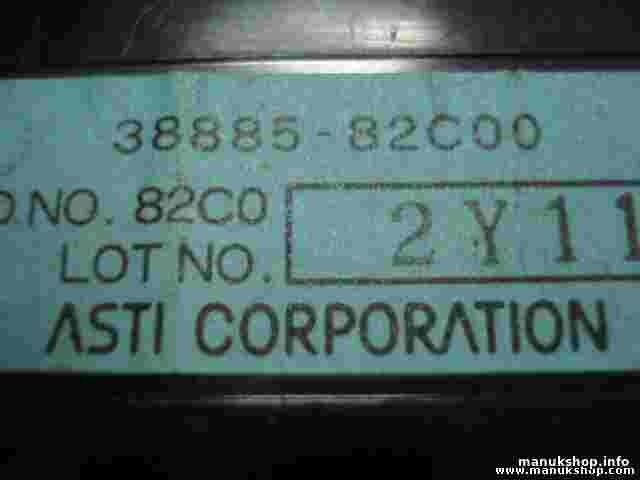 38885-82C00
O NO. 82C0
LOT NO. 2Y11
ASTI CORPORATION
manukshop.info
www.manukshop.com